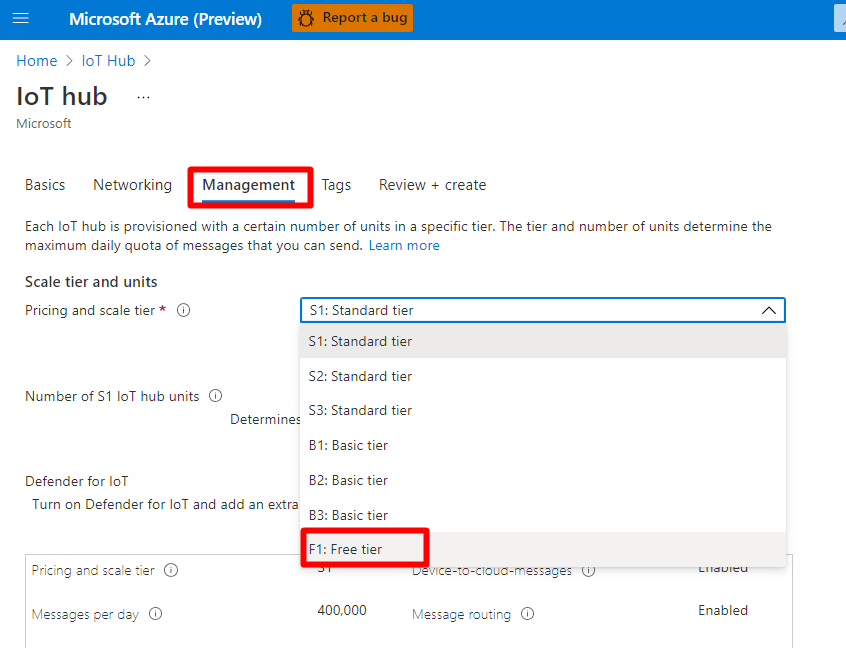 Microsoft Azure (Preview)
Report a bug
Home > IoT Hub >
IoT hub ...
Microsoft
Basics Networking Management Tags Review + create
Each IoT hub is provisioned with a certain number of units in a specific tier. The tier and number of units determine the
maximum daily quota of messages that you can send. Learn more
Scale tier and units
Pricing and scale tier *
S1: Standard tier
S1: Standard tier
S2: Standard tier
S3: Standard tier
B1: Basic tier
B2: Basic tier
B3: Basic tier
F1: Free tier
Number of S1 IoT hub units
Determines
Defender for IoT
Turn on Defender for IoT and add an extra
Pricing and scale tier S1 Device-to-cloud-messages Enabled
Messages per day 400,000 Message routing Enabled